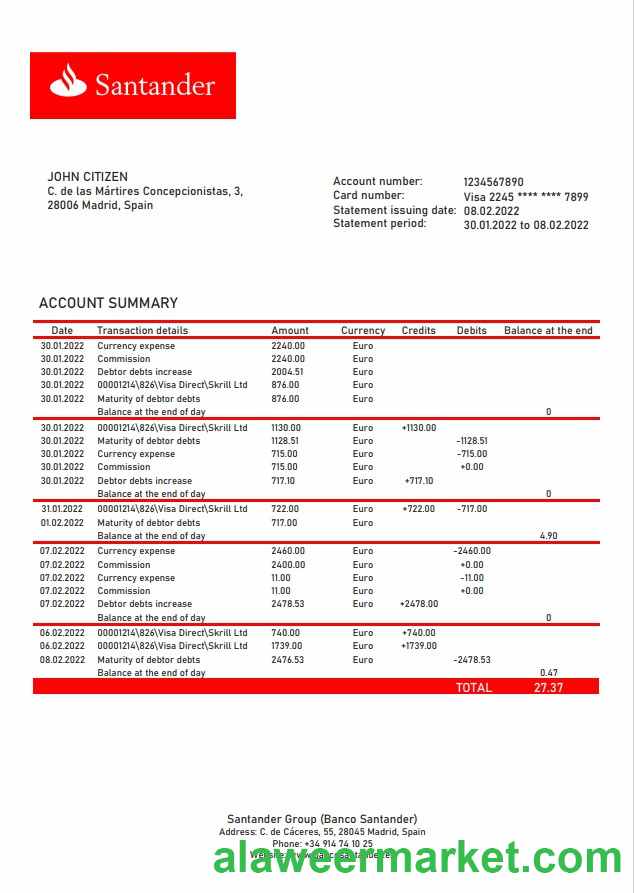 Santander
JOHN CITIZEN
C. de las Mártires Concepcionistas, 3,
28006 Madrid, Spain
Account number: 1234567890
Card number: Visa 2245 **** **** 7899
Statement issuing date: 08.02.2022
Statement period: 30.01.2022 to 08.02.2022
ACCOUNT SUMMARY
Date Transaction details Amount Currency Credits Debits Balance at the end
30.01.2022 Currency expense 2240.00 Euro
30.01.2022 Commission 2240.00 Euro
30.01.2022 Debtor debts increase 2004.51 Euro
30.01.2022 00001214\826\Visa Direct\Skrill Ltd 876.00 Euro
30.01.2022 Maturity of debtor debts 876.00 Euro
Balance at the end of day 0
30.01.2022 00001214\826\Visa Direct\Skrill Ltd 1130.00 Euro +1130.00
30.01.2022 Maturity of debtor debts 1128.51 Euro -1128.51
30.01.2022 Currency expense 715.00 Euro -715.00
30.01.2022 Commission 715.00 Euro +0.00
30.01.2022 Debtor debts increase 717.10 Euro +717.10
Balance at the end of day 0
31.01.2022 00001214\826\Visa Direct\Skrill Ltd 722.00 Euro +722.00 -717.00
01.02.2022 Maturity of debtor debts 717.00 Euro
Balance at the end of day 4.90
07.02.2022 Currency expense 2460.00 Euro -2460.00
07.02.2022 Commission 2400.00 Euro +0.00
07.02.2022 Currency expense 11.00 Euro -11.00
07.02.2022 Commission 11.00 Euro +0.00
07.02.2022 Debtor debts increase 2478.53 Euro +2478.00
Balance at the end of day 0
06.02.2022 00001214\826\Visa Direct\Skrill Ltd 740.00 Euro +740.00
06.02.2022 00001214\826\Visa Direct\Skrill Ltd 1739.00 Euro +1739.00
08.02.2022 Maturity of debtor debts 2476.53 Euro -2478.53
Balance at the end of day 0.47
TOTAL 27.37
Santander Group (Banco Santander)
Address: C. de Cáceres, 55, 28045 Madrid, Spain
Phone: +34 914 74 10 25
alaweermarket.com